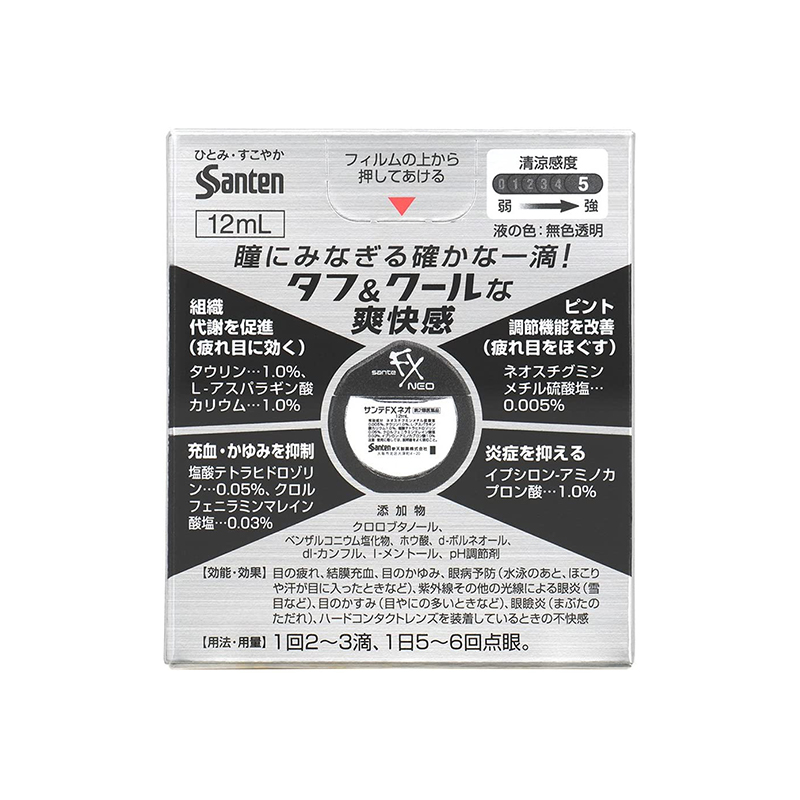 ひとみ・すこやか
Santen
12mL
フィルムの上から
押してあける
清涼感度
0 1 2 3 4 5
弱 → 強
液の色：無色透明
瞳にみなぎる確かな一滴！
タフ&クールな
爽快感
組織
代謝を促進
(疲れ目に効く)
タウリン…1.0%、
L-アスパラギン酸
カリウム…1.0%
ピント
調節機能を改善
(疲れ目をほぐす)
ネオスチグミン
メチル硫酸塩…
0.005%
sante FX
NEO
サンテFXネオ 第2類医薬品
12mL
Santen 参天製薬株式会社
充血・かゆみを抑制
塩酸テトラヒドロゾリ
ン…0.05%、クロル
フェニラミンマレイン
酸塩…0.03%
炎症を抑える
イプシロン-アミノカ
プロン酸…1.0%
添加物
クロロブタノール、
ベンザルコニウム塩化物、ホウ酸、d-ボルネオール、
dl-カンフル、l-メントール、pH調節剤
【効能・効果】目の疲れ、結膜充血、目のかゆみ、眼病予防（水泳のあと、ほこり
や汗が目に入ったときなど）、紫外線その他の光線による眼炎（雪
目など）、目のかすみ（目やにの多いときなど）、眼瞼炎（まぶたの
ただれ）、ハードコンタクトレンズを装着しているときの不快感
【用法・用量】1回2〜3滴、1日5〜6回点眼。